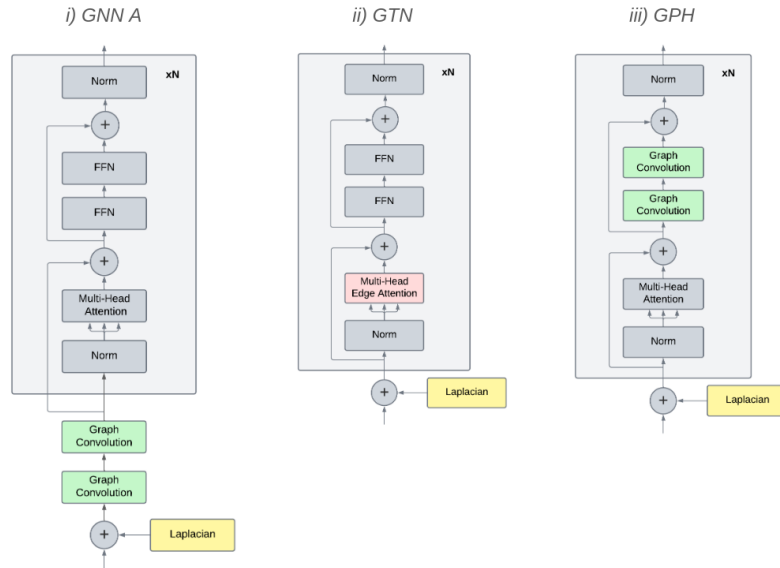 i) GNN A
xN
Norm
+
FFN
FFN
+
Multi-Head
Attention
Norm
Graph
Convolution
Graph
Convolution
+
Laplacian
ii) GTN
xN
Norm
+
FFN
FFN
+
Multi-Head
Edge Attention
Norm
+
Laplacian
iii) GPH
xN
Norm
+
Graph
Convolution
Graph
Convolution
+
Multi-Head
Attention
Norm
+
Laplacian